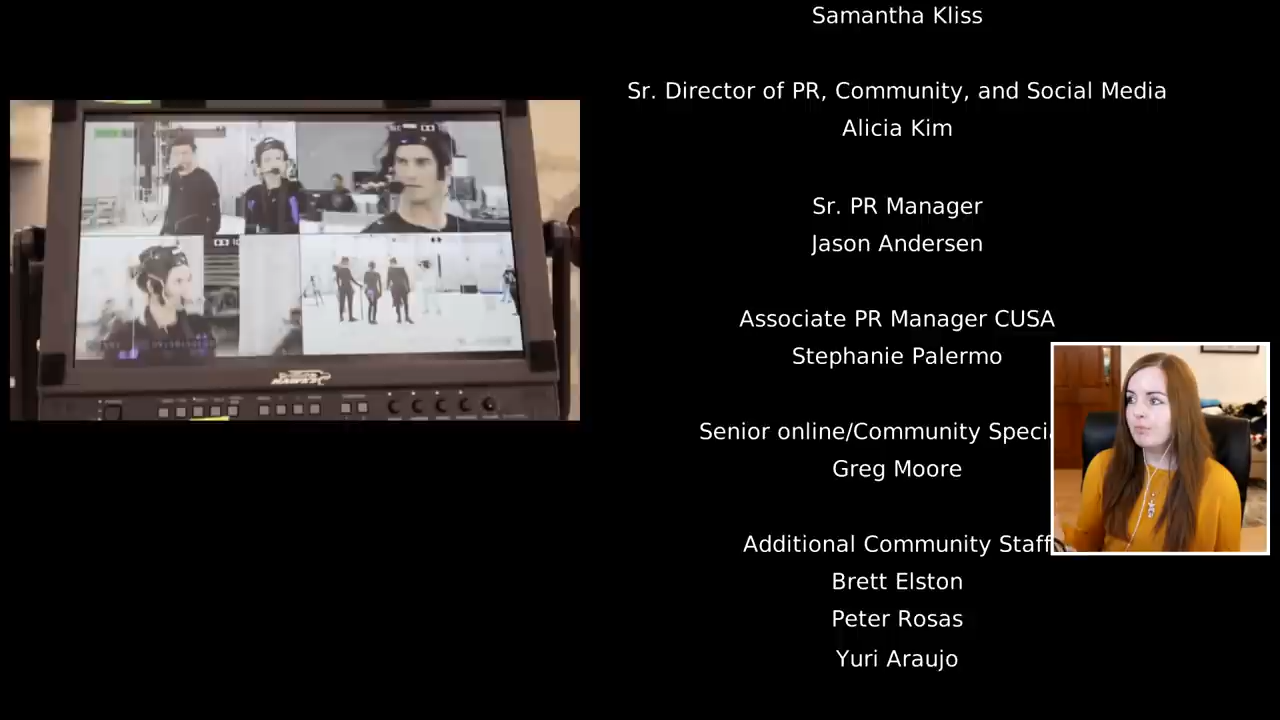 Samantha Kliss
Sr. Director of PR, Community, and Social Media
Alicia Kim
Sr. PR Manager
Jason Andersen
Associate PR Manager CUSA
Stephanie Palermo
Senior online/Community
Greg Moore
Additional Community Staff
Brett Elston
Peter Rosas
Yuri Araujo